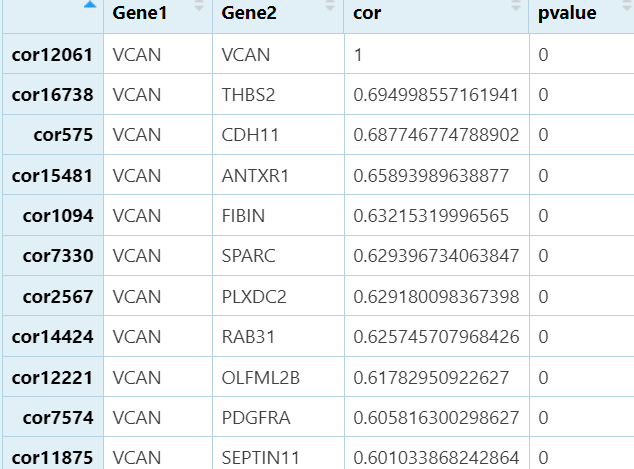 Gene1 Gene2 cor pvalue
cor12061 VCAN VCAN 1 0
cor16738 VCAN THBS2 0.694998557161941 0
cor575 VCAN CDH11 0.687746774788902 0
cor15481 VCAN ANTXR1 0.65893989638877 0
cor1094 VCAN FIBIN 0.63215319996565 0
cor7330 VCAN SPARC 0.629396734063847 0
cor2567 VCAN PLXDC2 0.629180098367398 0
cor14424 VCAN RAB31 0.625745707968426 0
cor12221 VCAN OLFML2B 0.61782950922627 0
cor7574 VCAN PDGFRA 0.605816300298627 0
cor11875 VCAN SEPTIN11 0.601033868242864 0